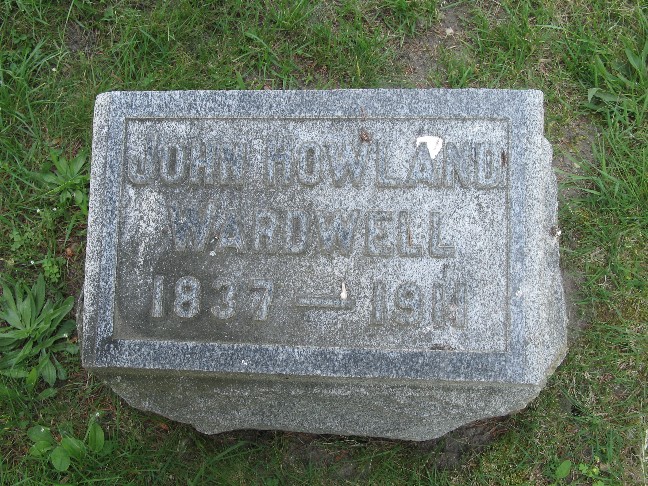 JOHN HOWLAND
WARDWELL
1837 — 1911